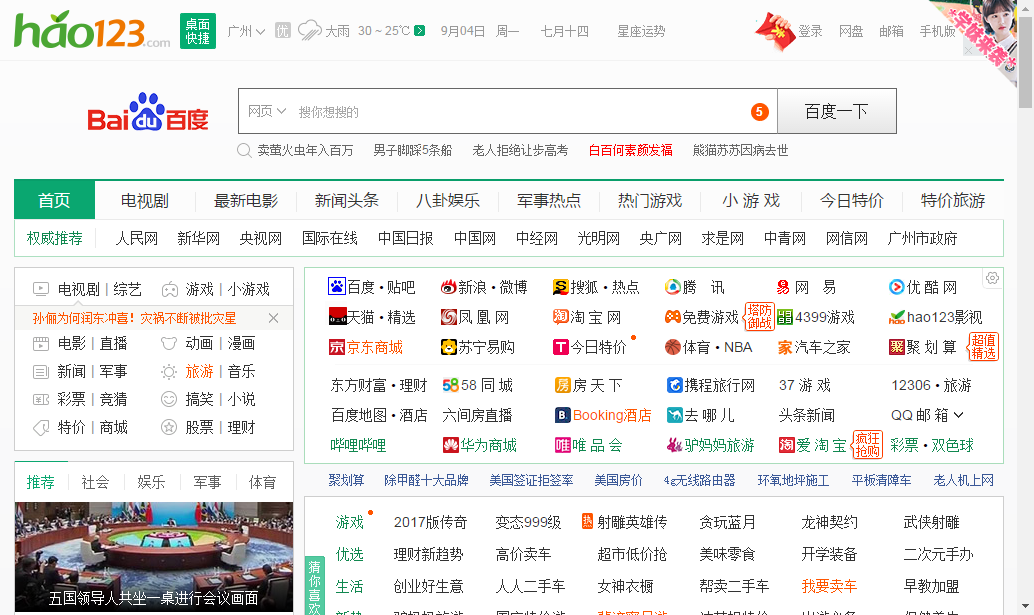 hao123.com 桌面快捷 广州 优 大雨 30 ~ 25℃ 9月04日 周一 七月十四 星座运势 登录 网盘 邮箱 手机版 学妹来袭
Bai du 百度 网页 搜你想搜的 5 百度一下
卖萤火虫年入百万 男子脚踩5条船 老人拒绝让步高考 白百何素颜发福 熊猫苏苏因病去世
首页 电视剧 最新电影 新闻头条 八卦娱乐 军事热点 热门游戏 小 游 戏 今日特价 特价旅游
权威推荐 人民网 新华网 央视网 国际在线 中国日报 中国网 中经网 光明网 央广网 求是网 中青网 网信网 广州市政府
电视剧 | 综艺 游戏 | 小游戏
孙俪为何润东冲喜! 灾祸不断被批灾星
电影 | 直播 动画 | 漫画
新闻 | 军事 旅游 | 音乐
彩票 | 竞猜 搞笑 | 小说
特价 | 商城 股票 | 理财
推荐 社会 娱乐 军事 体育
五国领导人共坐一桌进行会议画面
百度 • 贴吧 新浪 • 微博 搜狐 • 热点 腾 讯 网 易 优 酷 网
天猫 • 精选 凤 凰 网 淘 宝 网 免费游戏 塔防御战 4399游戏 hao123影视
京东商城 苏宁易购 今日特价 体育 • NBA 汽车之家 聚 划 算 超值精选
东方财富 • 理财 58 同 城 房 天 下 携程旅行网 37 游 戏 12306 • 旅游
百度地图 • 酒店 六间房直播 Booking酒店 去 哪 儿 头条新闻 QQ 邮 箱
哔哩哔哩 华为商城 唯 品 会 驴妈妈旅游 爱 淘 宝 疯狂抢购 彩票 • 双色球
聚划算 除甲醛十大品牌 美国签证拒签率 美国房价 4g无线路由器 环氧地坪施工 平板清障车 老人机上网
猜你喜欢
游戏 2017版传奇 变态999级 热 射雕英雄传 贪玩蓝月 龙神契约 武侠射雕
优选 理财新趋势 高价卖车 超市低价抢 美味零食 开学装备 二次元手办
生活 创业好生意 人人二手车 女神衣橱 帮卖二手车 我要卖车 早教加盟